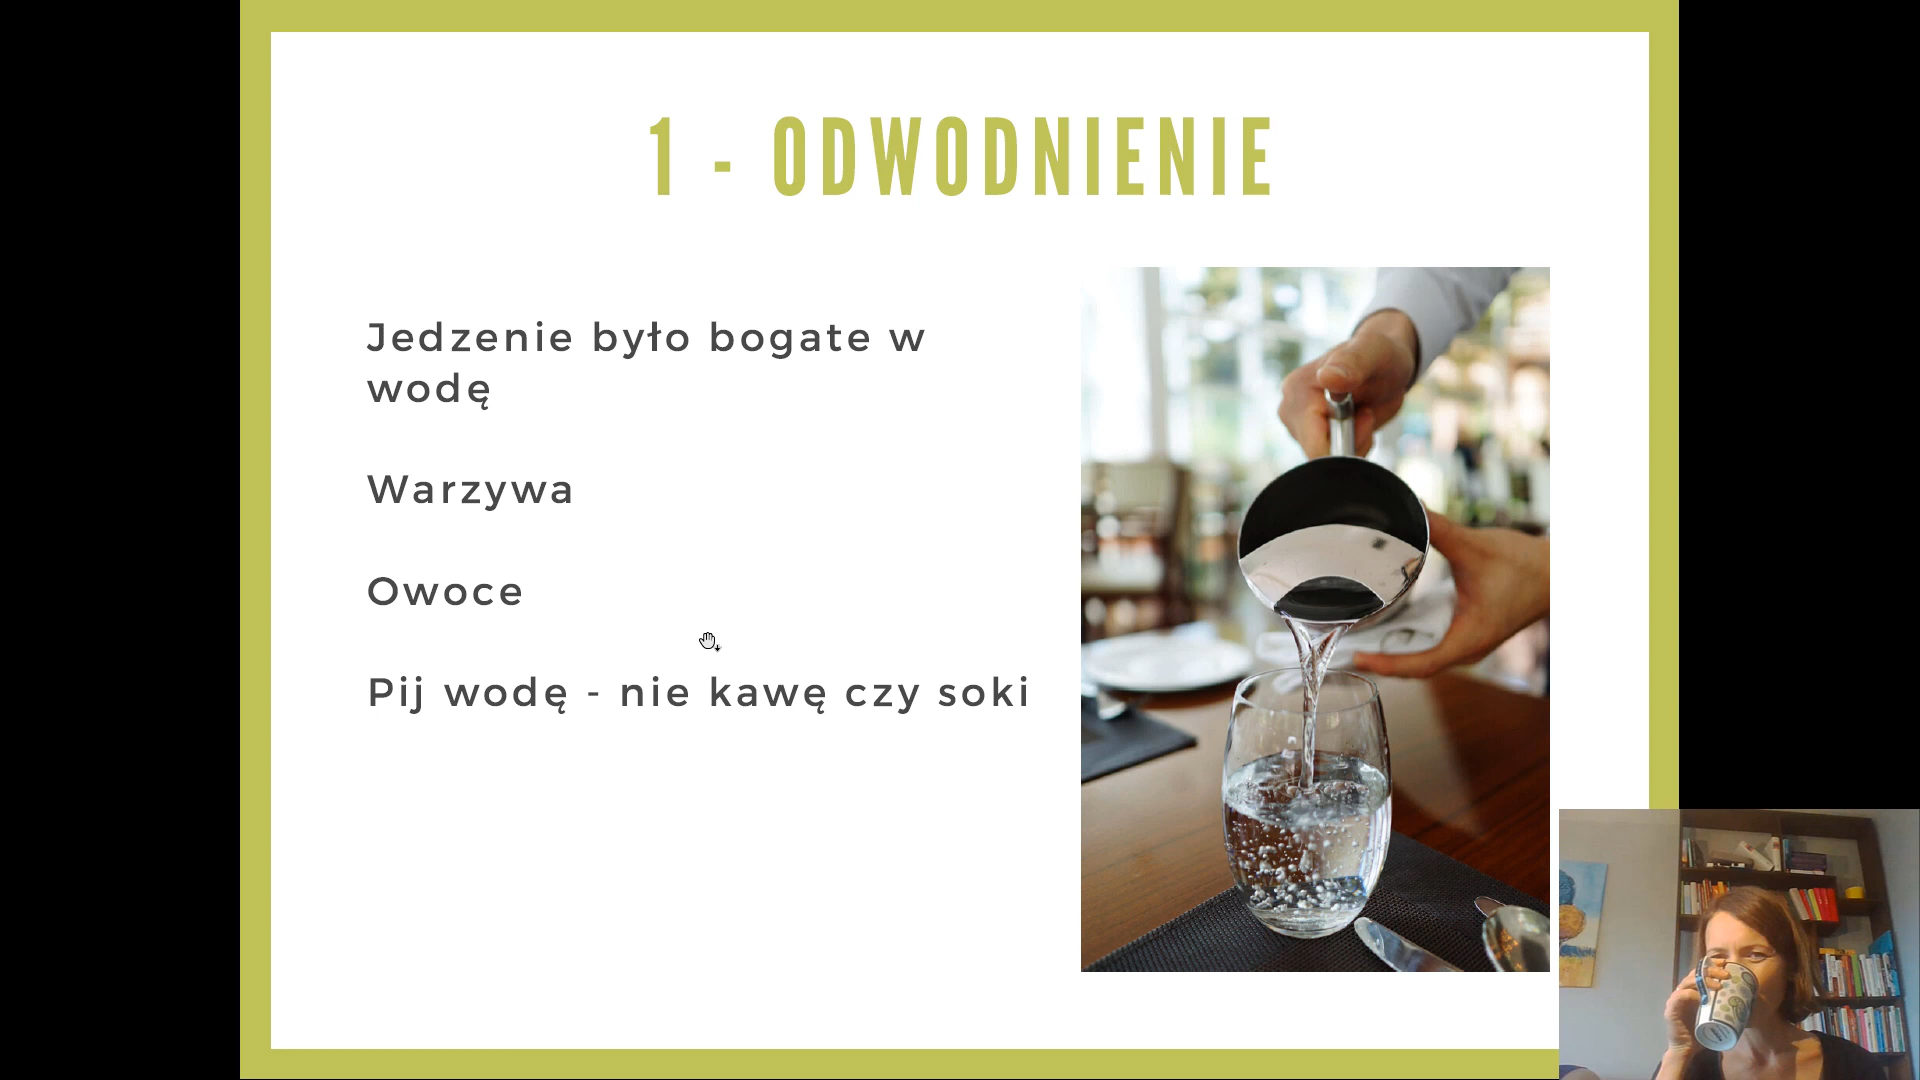 1 - ODWODNIENIE
Jedzenie było bogate w
wodę
Warzywa
Owoce
Pij wodę - nie kawę czy soki